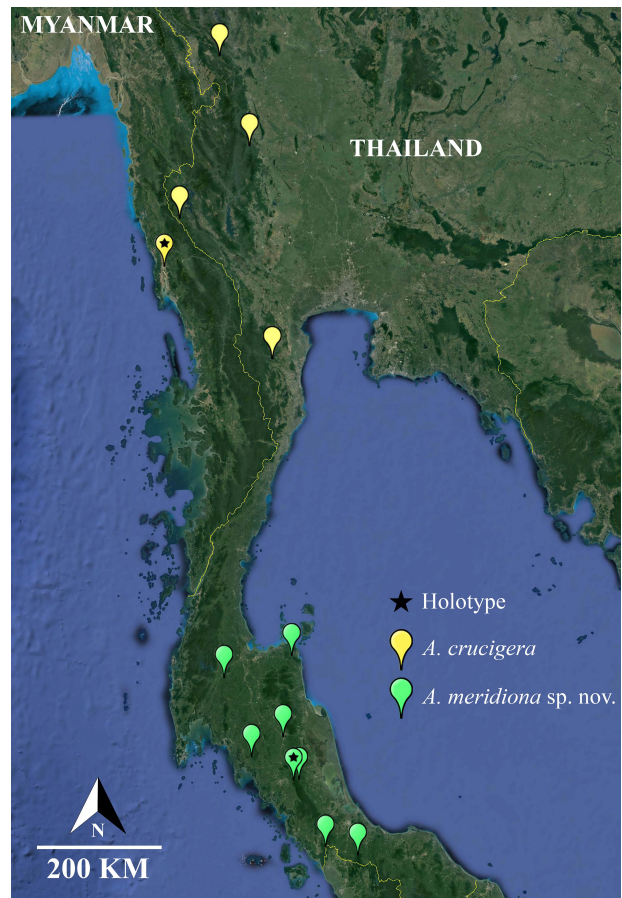 MYANMAR
THAILAND
Holotype
A. crucigera
A. meridiona sp. nov.
N
200 KM